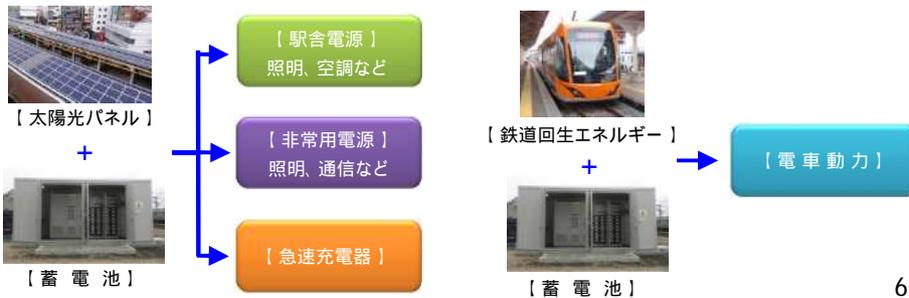 【太陽光パネル】
+
【蓄 電 池】
【駅舎電源】
照明、空調など
【非常用電源】
照明、通信など
【急速充電器】
【鉄道回生エネルギー】
+
【蓄 電 池】
【電 車 動 力】
6